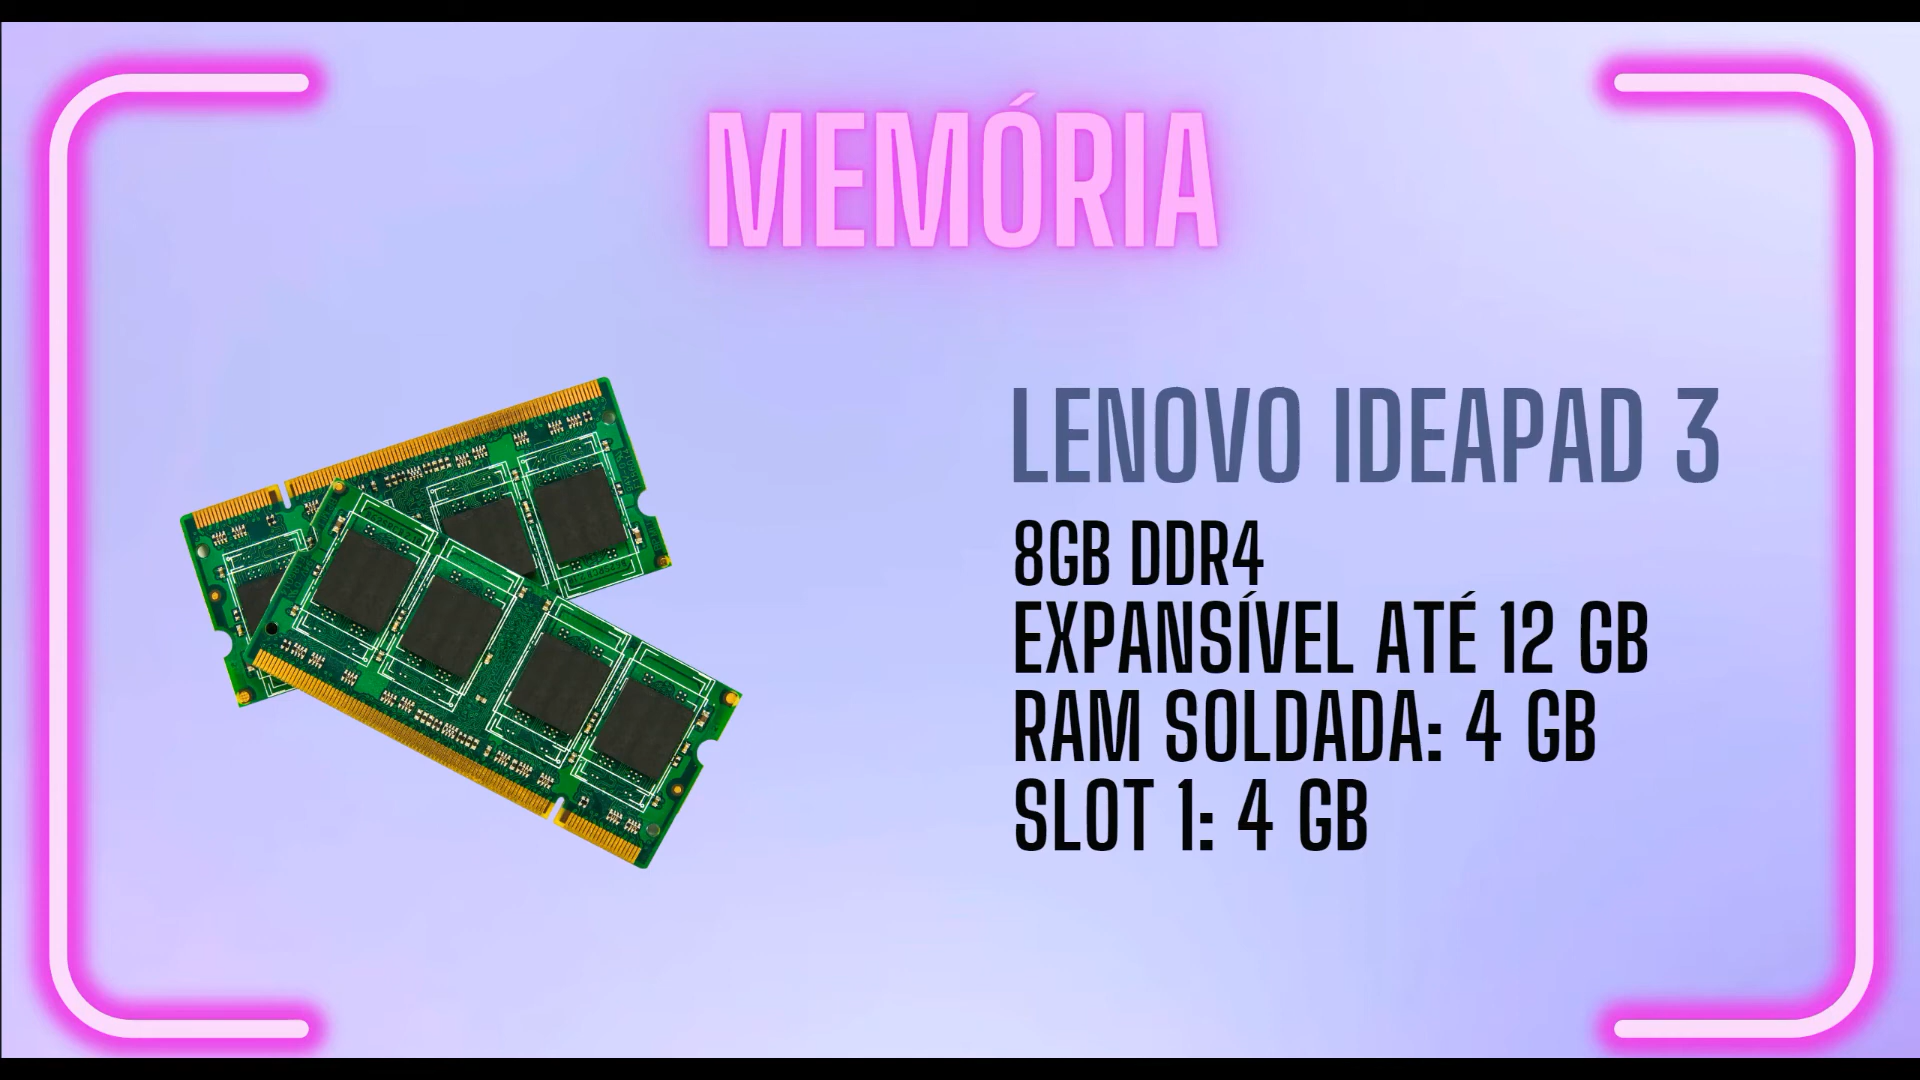 MEMÓRIA
LENOVO IDEAPAD 3
8GB DDR4
EXPANSÍVEL ATÉ 12 GB
RAM SOLDADA: 4 GB
SLOT 1: 4 GB